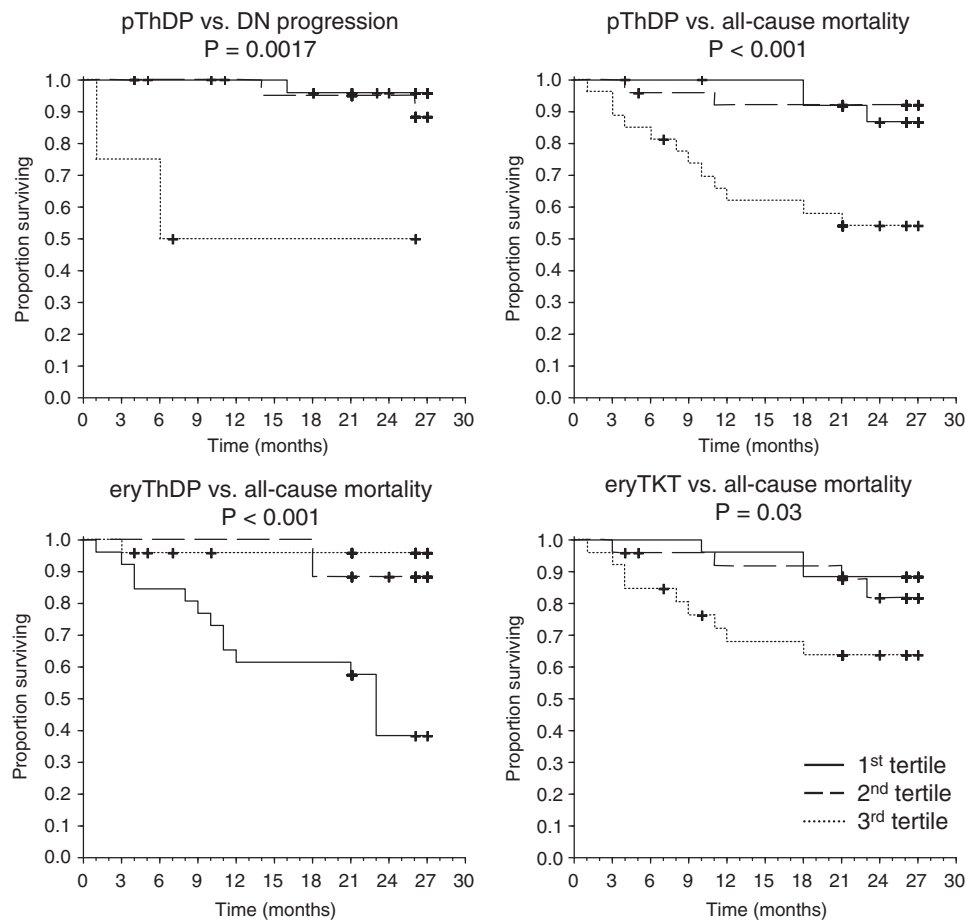 pThDP vs. DN progression
P = 0.0017
1.0
0.9
0.8
0.7
0.6
0.5
0.4
0.3
0.2
0.1
0.0
Proportion surviving
0 3 6 9 12 15 18 21 24 27 30
Time (months)
pThDP vs. all-cause mortality
P < 0.001
1.0
0.9
0.8
0.7
0.6
0.5
0.4
0.3
0.2
0.1
0.0
Proportion surviving
0 3 6 9 12 15 18 21 24 27 30
Time (months)
eryThDP vs. all-cause mortality
P < 0.001
1.0
0.9
0.8
0.7
0.6
0.5
0.4
0.3
0.2
0.1
0.0
Proportion surviving
0 3 6 9 12 15 18 21 24 27 30
Time (months)
eryTKT vs. all-cause mortality
P = 0.03
1.0
0.9
0.8
0.7
0.6
0.5
0.4
0.3
0.2
0.1
0.0
Proportion surviving
1st tertile
2nd tertile
3rd tertile
0 3 6 9 12 15 18 21 24 27 30
Time (months)